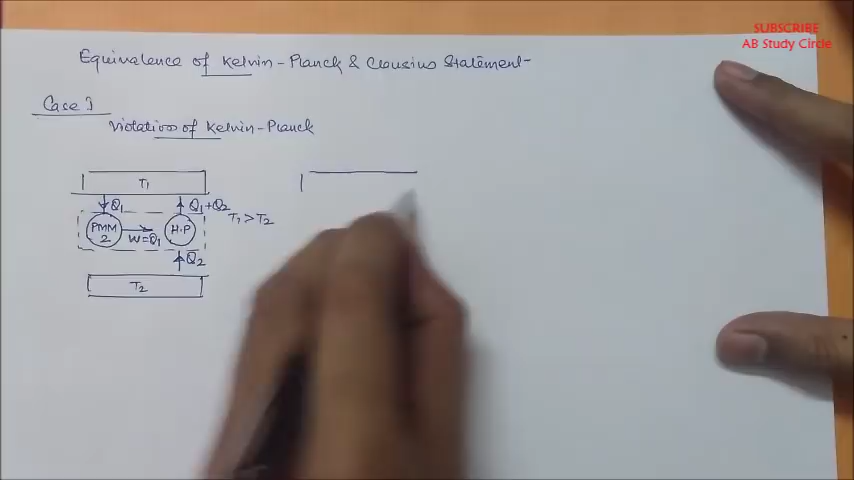 SUBSCRIBE
AB Study Circle
Equivalence of Kelvin-Planck & Clausius Statement-
Case I
Violation of Kelvin-Planck
T1
Q1 Q1+Q2
T1 > T2
PMM 2 W=Q1 H.P
Q2
T2